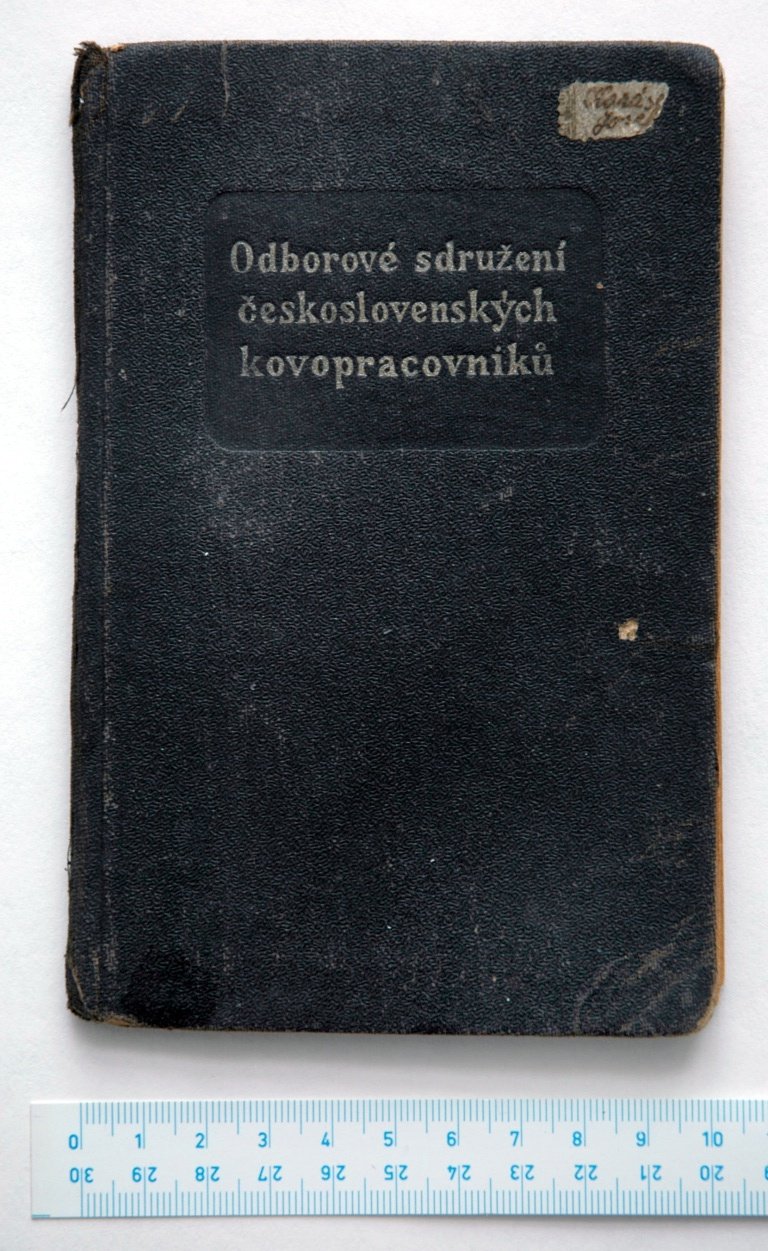 Josef
Odborové sdružení
československých
kovopracovníků
0 1 2 3 4 5 6 7 8 9 10
30 29 28 27 26 25 24 23 22 21 20